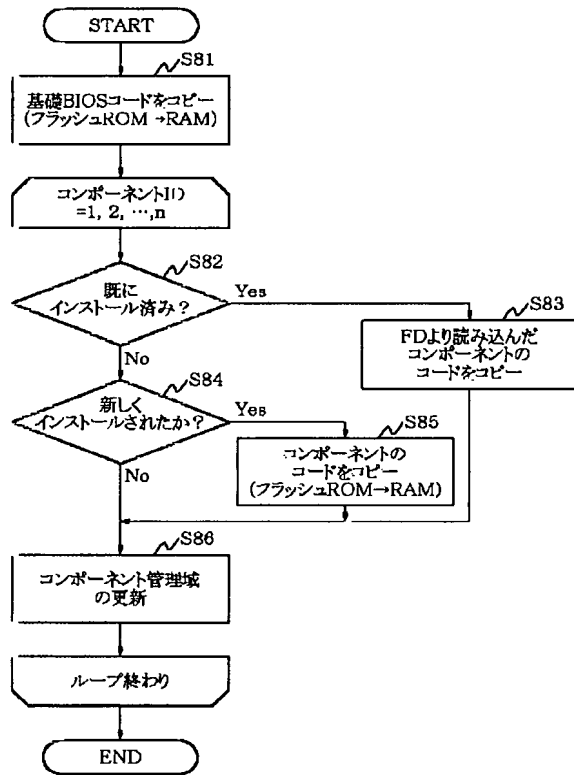 START
S81
基礎BIOSコードをコピー
(フラッシュROM →RAM)
コンポーネントID
=1, 2, …,n
S82
既に
インストール済み？
Yes
No
S83
FDより読み込んだ
コンポーネントの
コードをコピー
S84
新しく
インストールされたか？
Yes
No
S85
コンポーネントの
コードをコピー
(フラッシュROM→RAM)
S86
コンポーネント管理域
の更新
ループ終わり
END